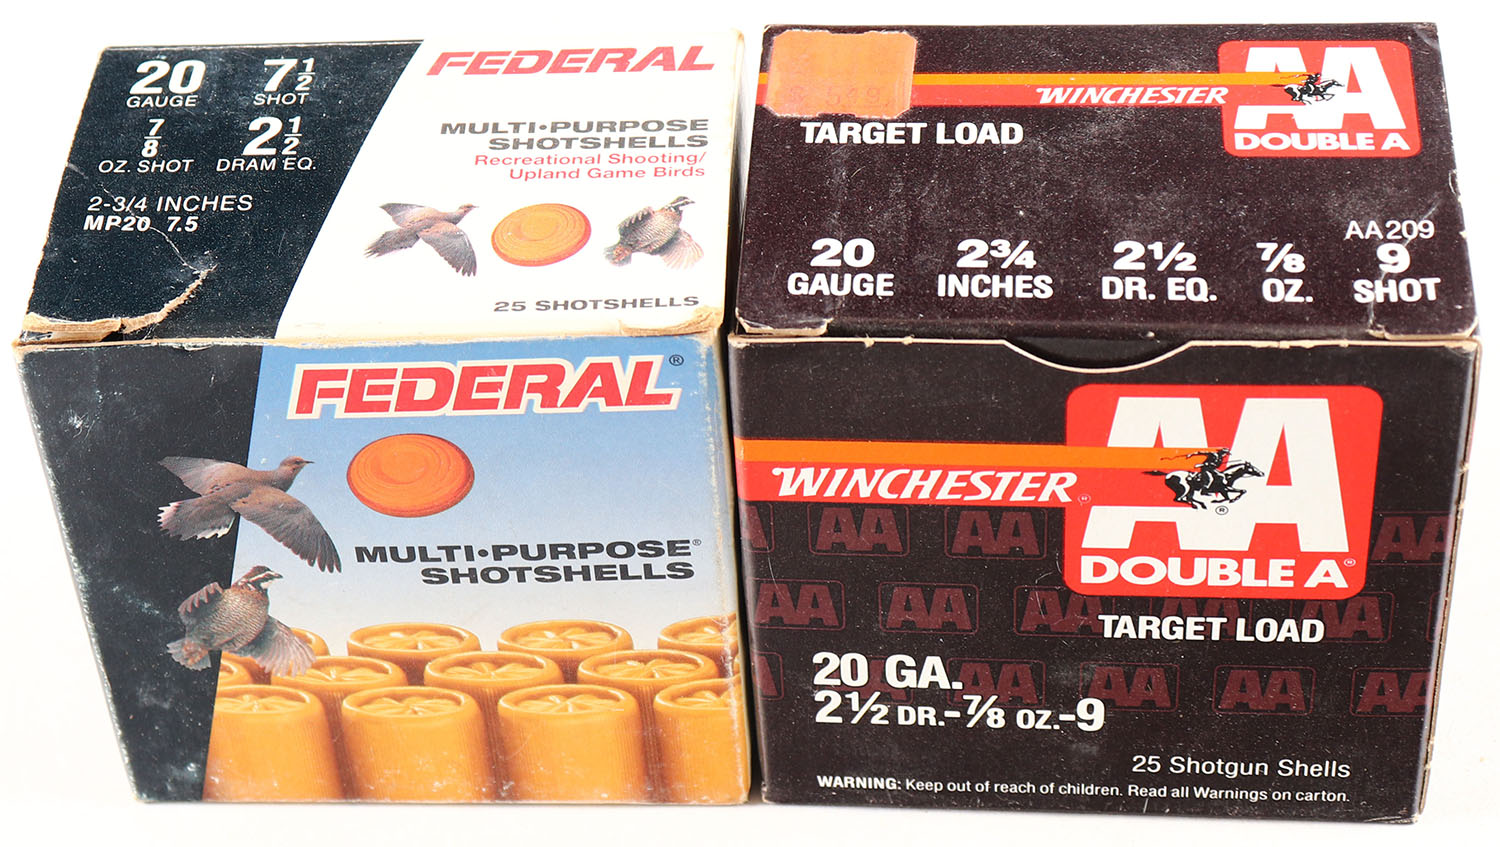 20 GAUGE
7 1/2 SHOT
7/8 OZ. SHOT
2 1/2 DRAM EQ.
2-3/4 INCHES
MP20 7.5
FEDERAL
MULTI•PURPOSE
SHOTSHELLS
Recreational Shooting/
Upland Game Birds
25 SHOTSHELLS
FEDERAL®
MULTI•PURPOSE®
SHOTSHELLS
WINCHESTER
AA
DOUBLE A
TARGET LOAD
AA209
20 GAUGE
2¾ INCHES
2½ DR. EQ.
⅞ OZ.
9 SHOT
WINCHESTER®
AA
DOUBLE A®
TARGET LOAD
20 GA.
2½ DR.-⅞ OZ.-9
25 Shotgun Shells
WARNING: Keep out of reach of children. Read all Warnings on carton.